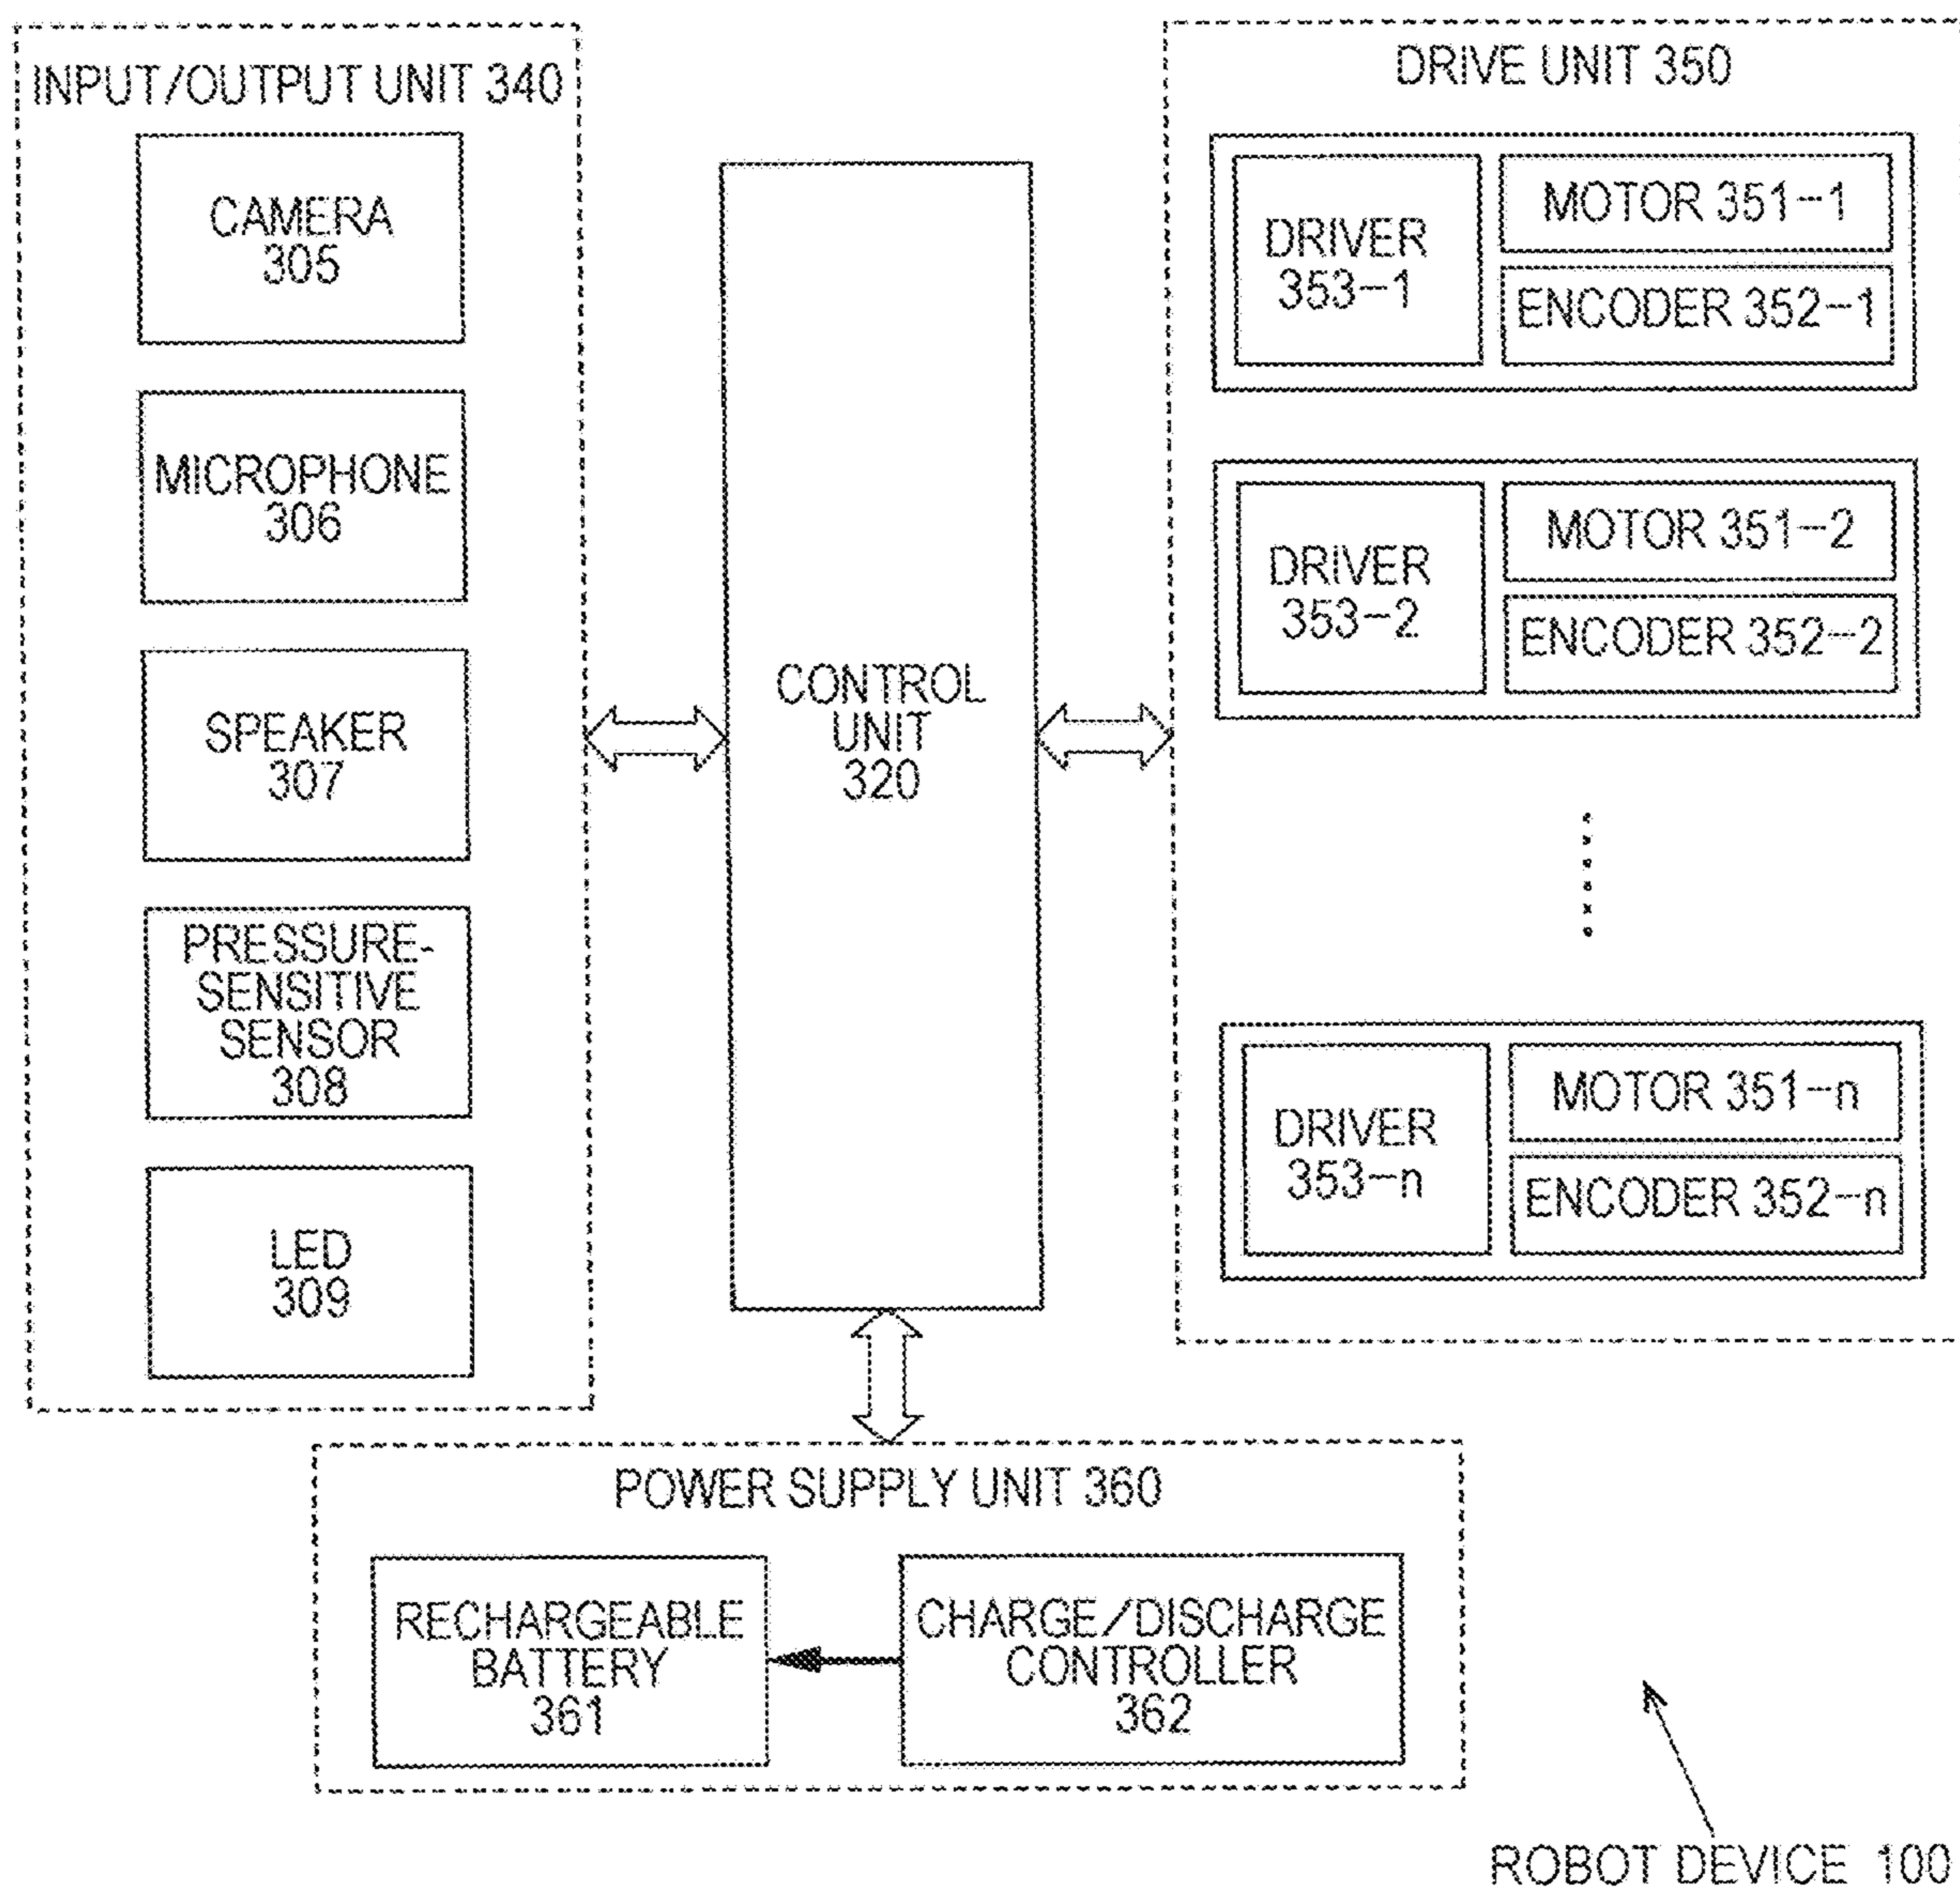 INPUT/OUTPUT UNIT 340
CAMERA
305
MICROPHONE
306
SPEAKER
307
PRESSURE-
SENSITIVE
SENSOR
308
LED
309
CONTROL
UNIT
320
DRIVE UNIT 350
DRIVER
353-1
MOTOR 351-1
ENCODER 352-1
DRIVER
353-2
MOTOR 351-2
ENCODER 352-2
DRIVER
353-n
MOTOR 351-n
ENCODER 352-n
POWER SUPPLY UNIT 360
RECHARGEABLE
BATTERY
361
CHARGE/DISCHARGE
CONTROLLER
362
ROBOT DEVICE 100